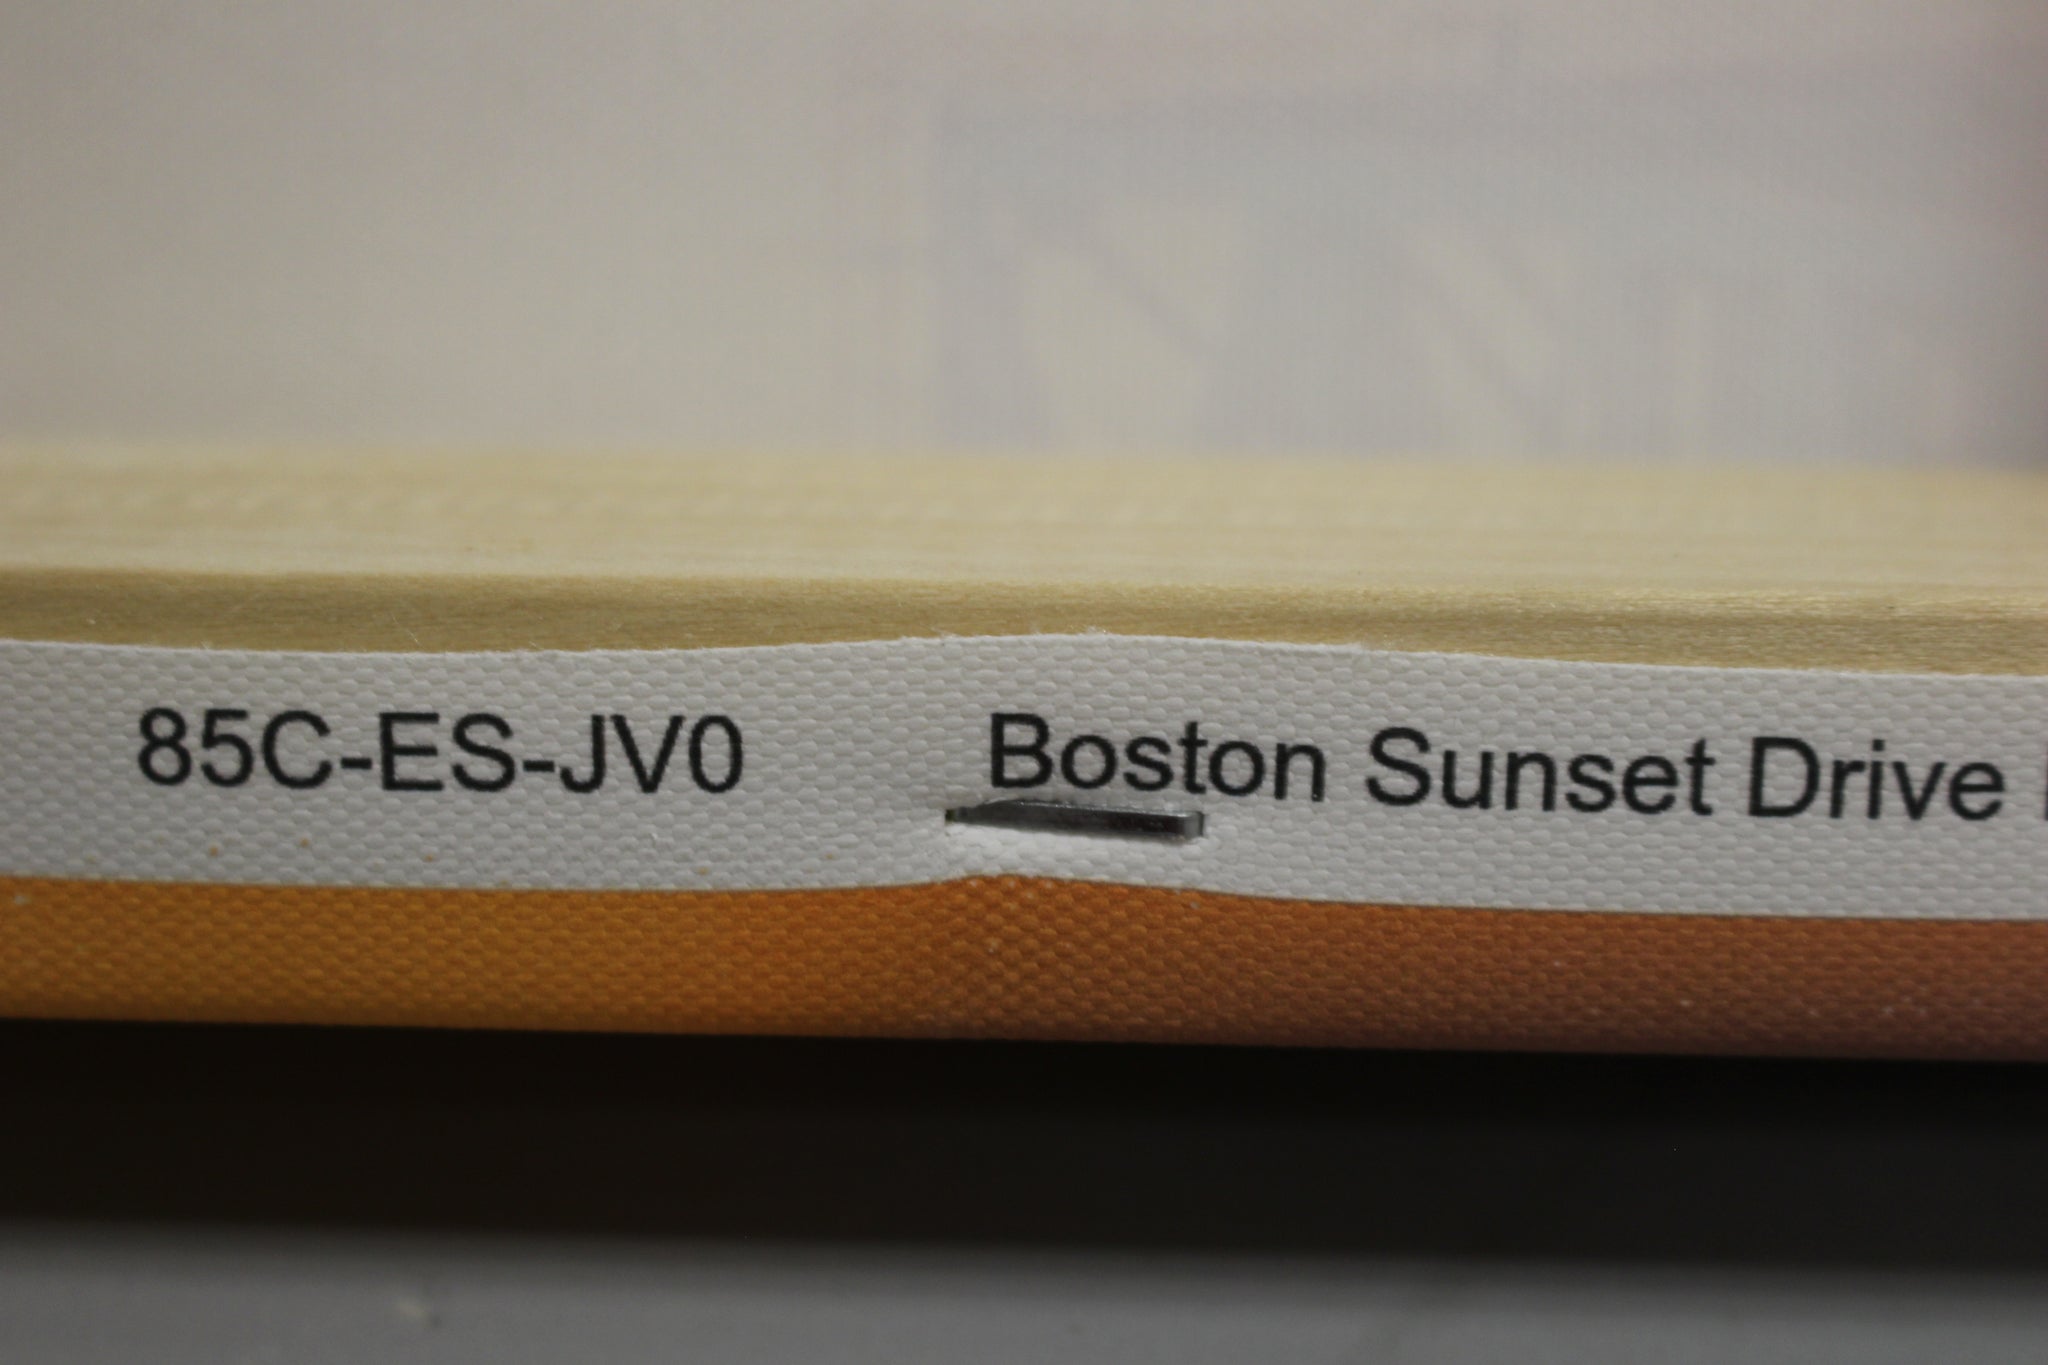 85C-ES-JV0 Boston Sunset Drive